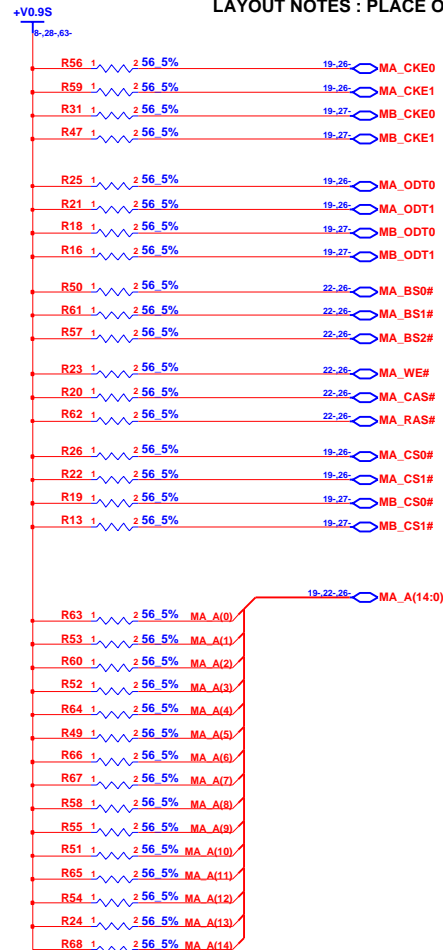 LAYOUT NOTES : PLACE O
+V0.9S
8-,28-,63-
R56 1 2 56_5% 19-,26- MA_CKE0
R59 1 2 56_5% 19-,26- MA_CKE1
R31 1 2 56_5% 19-,27- MB_CKE0
R47 1 2 56_5% 19-,27- MB_CKE1
R25 1 2 56_5% 19-,26- MA_ODT0
R21 1 2 56_5% 19-,26- MA_ODT1
R18 1 2 56_5% 19-,27- MB_ODT0
R16 1 2 56_5% 19-,27- MB_ODT1
R50 1 2 56_5% 22-,26- MA_BS0#
R61 1 2 56_5% 22-,26- MA_BS1#
R57 1 2 56_5% 22-,26- MA_BS2#
R23 1 2 56_5% 22-,26- MA_WE#
R20 1 2 56_5% 22-,26- MA_CAS#
R62 1 2 56_5% 22-,26- MA_RAS#
R26 1 2 56_5% 19-,26- MA_CS0#
R22 1 2 56_5% 19-,26- MA_CS1#
R19 1 2 56_5% 19-,27- MB_CS0#
R13 1 2 56_5% 19-,27- MB_CS1#
19-,22-,26- MA_A(14:0)
R63 1 2 56_5% MA_A(0)
R53 1 2 56_5% MA_A(1)
R60 1 2 56_5% MA_A(2)
R52 1 2 56_5% MA_A(3)
R64 1 2 56_5% MA_A(4)
R49 1 2 56_5% MA_A(5)
R66 1 2 56_5% MA_A(6)
R67 1 2 56_5% MA_A(7)
R58 1 2 56_5% MA_A(8)
R55 1 2 56_5% MA_A(9)
R51 1 2 56_5% MA_A(10)
R65 1 2 56_5% MA_A(11)
R54 1 2 56_5% MA_A(12)
R24 1 2 56_5% MA_A(13)
R68 1 2 56_5% MA_A(14)